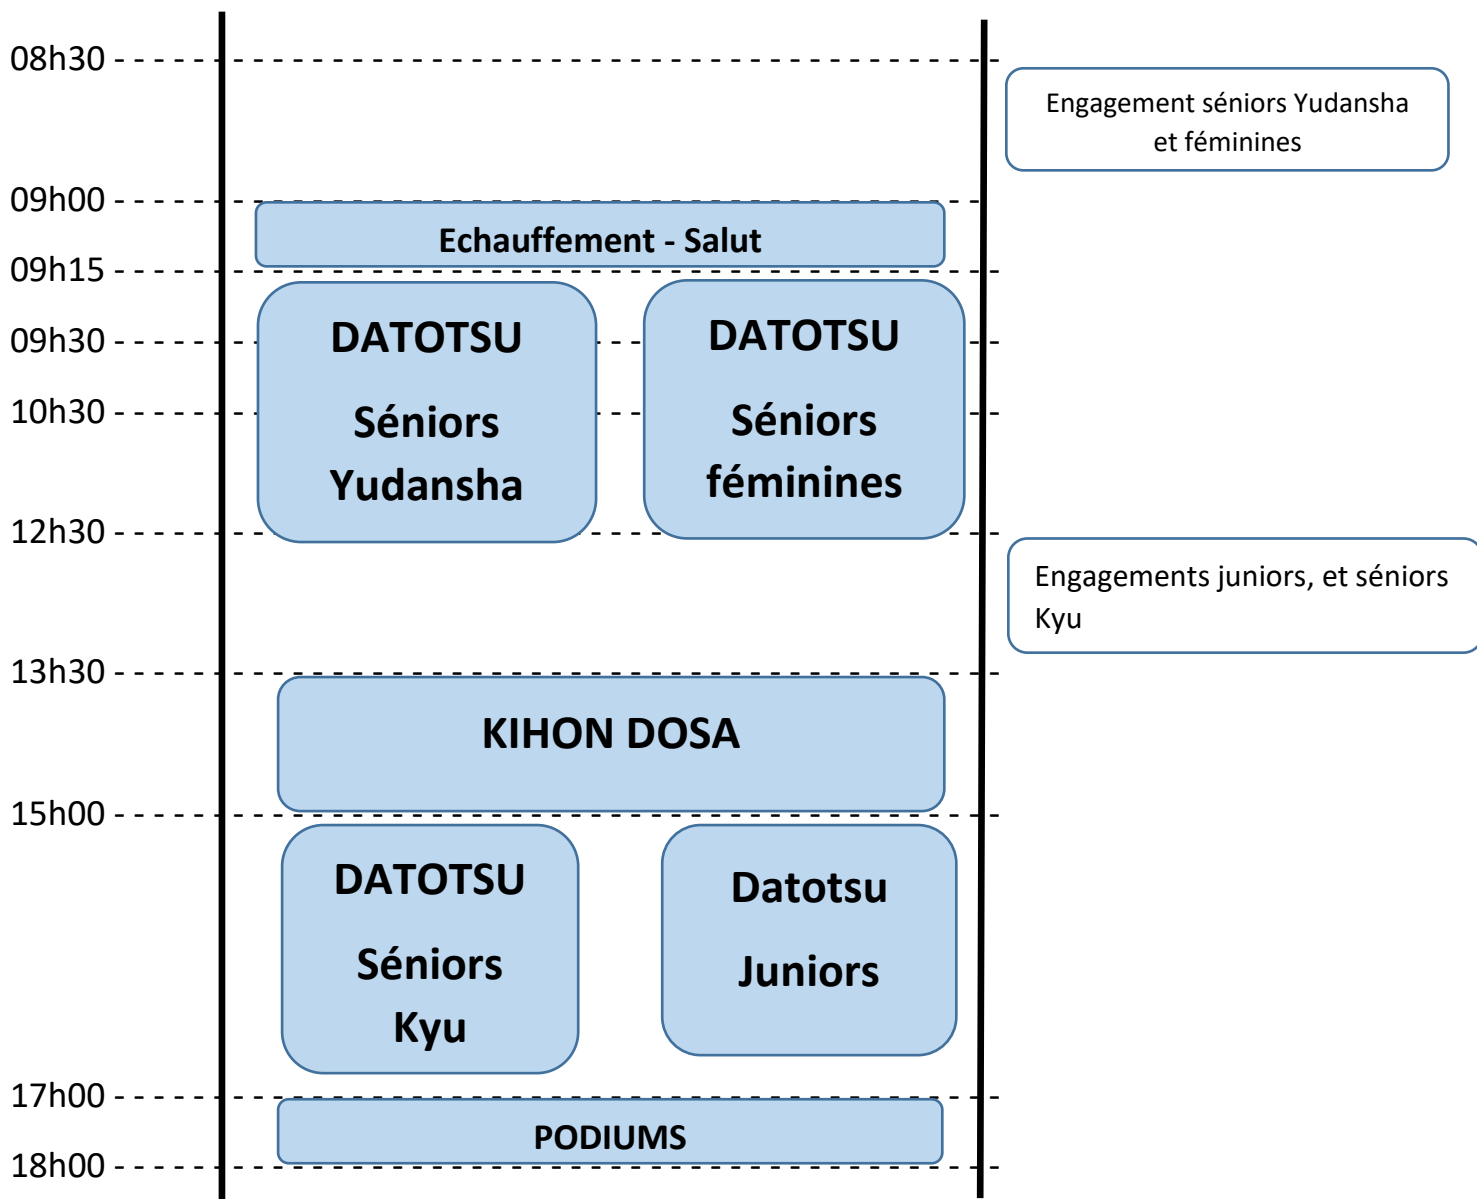 08h30
Engagement séniors Yudansha
et féminines
09h00
Echauffement - Salut
09h15
09h30
10h30
DATOTSU
Séniors
Yudansha
DATOTSU
Séniors
féminines
12h30
Engagements juniors, et séniors
Kyu
13h30
KIHON DOSA
15h00
DATOTSU
Séniors
Kyu
Datotsu
Juniors
17h00
PODIUMS
18h00